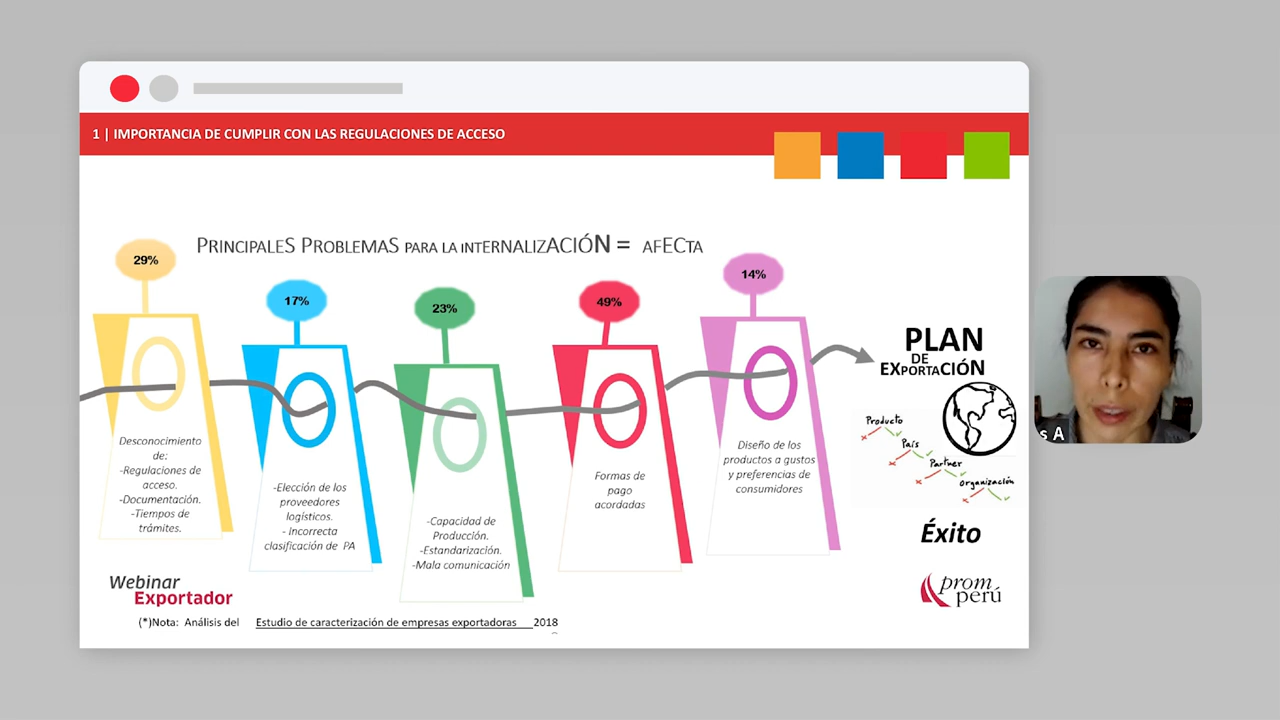 1 | IMPORTANCIA DE CUMPLIR CON LAS REGULACIONES DE ACCESO
PRINCIPALES PROBLEMAS PARA LA INTERNALIZACIÓN = AFECTA
29%
17%
23%
49%
14%
Desconocimiento
de:
-Regulaciones de
acceso.
-Documentación.
-Tiempos de
trámites.
-Elección de los
proveedores
logísticos.
- Incorrecta
clasificación de PA
-Capacidad de
Producción.
-Estandarización.
-Mala comunicación
Formas de
pago
acordadas
Diseño de los
productos a gustos
y preferencias de
consumidores
PLAN
DE
EXPORTACIÓN
Producto
País
Partner
Organización
Éxito
s A
Webinar
Exportador
prom
perú
(*)Nota: Análisis del Estudio de caracterización de empresas exportadoras 2018